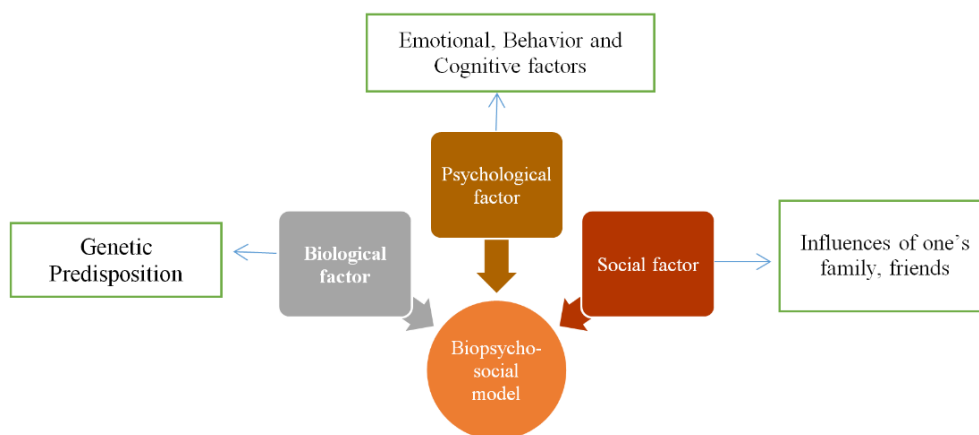 Emotional, Behavior and
Cognitive factors
Psychological
factor
Genetic
Predisposition
Biological
factor
Social factor
Influences of one’s
family, friends
Biopsycho-
social
model